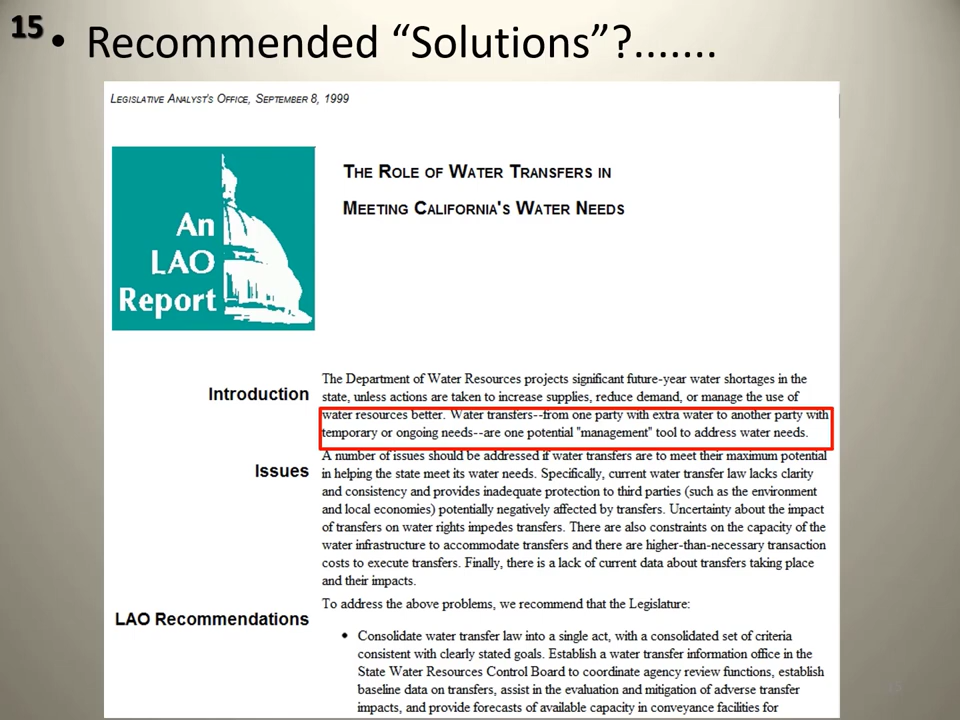 15
• Recommended “Solutions”?.......
Legislative Analyst's Office, September 8, 1999
An
LAO
Report
The Role of Water Transfers in
Meeting California's Water Needs
Introduction
The Department of Water Resources projects significant future-year water shortages in the
state, unless actions are taken to increase supplies, reduce demand, or manage the use of
water resources better. Water transfers--from one party with extra water to another party with
temporary or ongoing needs--are one potential "management" tool to address water needs.
Issues
A number of issues should be addressed if water transfers are to meet their maximum potential
in helping the state meet its water needs. Specifically, current water transfer law lacks clarity
and consistency and provides inadequate protection to third parties (such as the environment
and local economies) potentially negatively affected by transfers. Uncertainty about the impact
of transfers on water rights impedes transfers. There are also constraints on the capacity of the
water infrastructure to accommodate transfers and there are higher-than-necessary transaction
costs to execute transfers. Finally, there is a lack of current data about transfers taking place
and their impacts.
LAO Recommendations
To address the above problems, we recommend that the Legislature:
• Consolidate water transfer law into a single act, with a consolidated set of criteria
consistent with clearly stated goals. Establish a water transfer information office in the
State Water Resources Control Board to coordinate agency review functions, establish
baseline data on transfers, assist in the evaluation and mitigation of adverse transfer
impacts, and provide forecasts of available capacity in conveyance facilities for